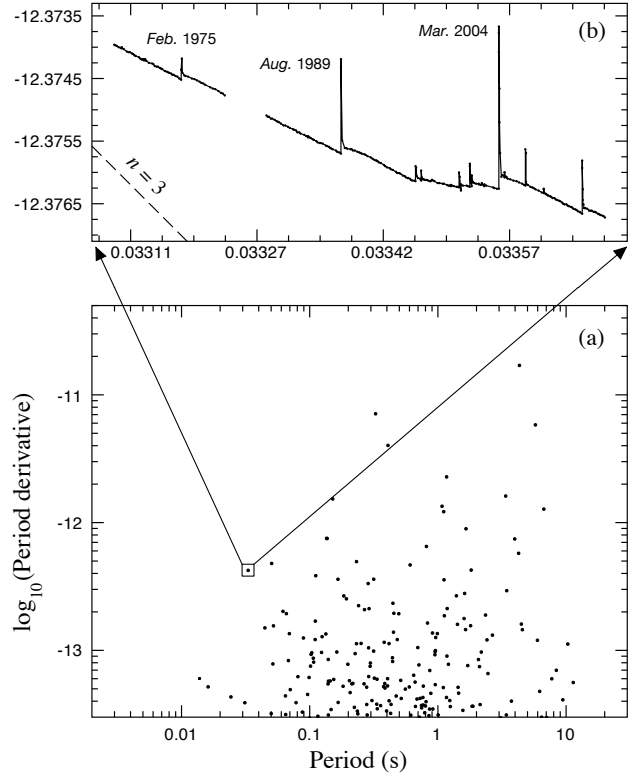 (b)
-12.3735
-12.3745
-12.3755
-12.3765
Feb. 1975
Aug. 1989
Mar. 2004
n = 3
0.03311
0.03327
0.03342
0.03357
(a)
-11
-12
-13
log10(Period derivative)
0.01
0.1
1
10
Period (s)